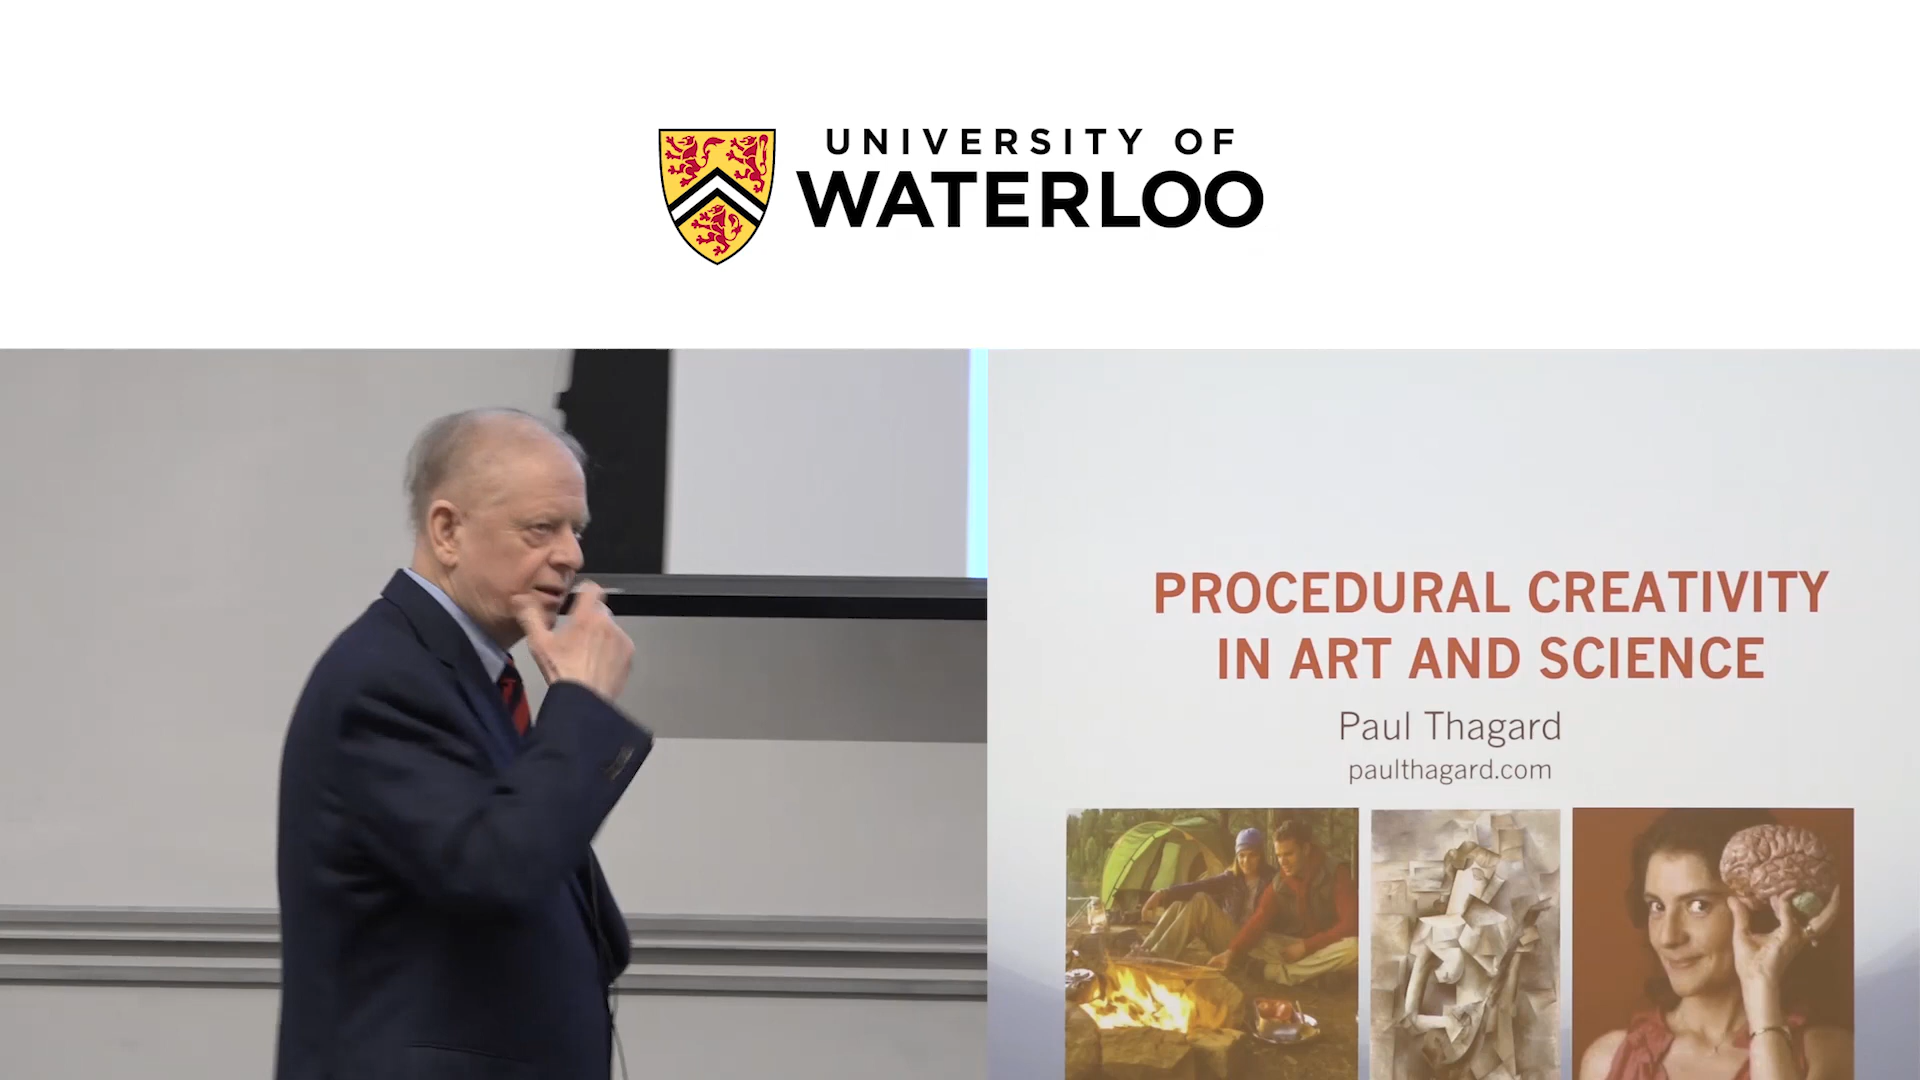 UNIVERSITY OF
WATERLOO
PROCEDURAL CREATIVITY
IN ART AND SCIENCE
Paul Thagard
paulthagard.com